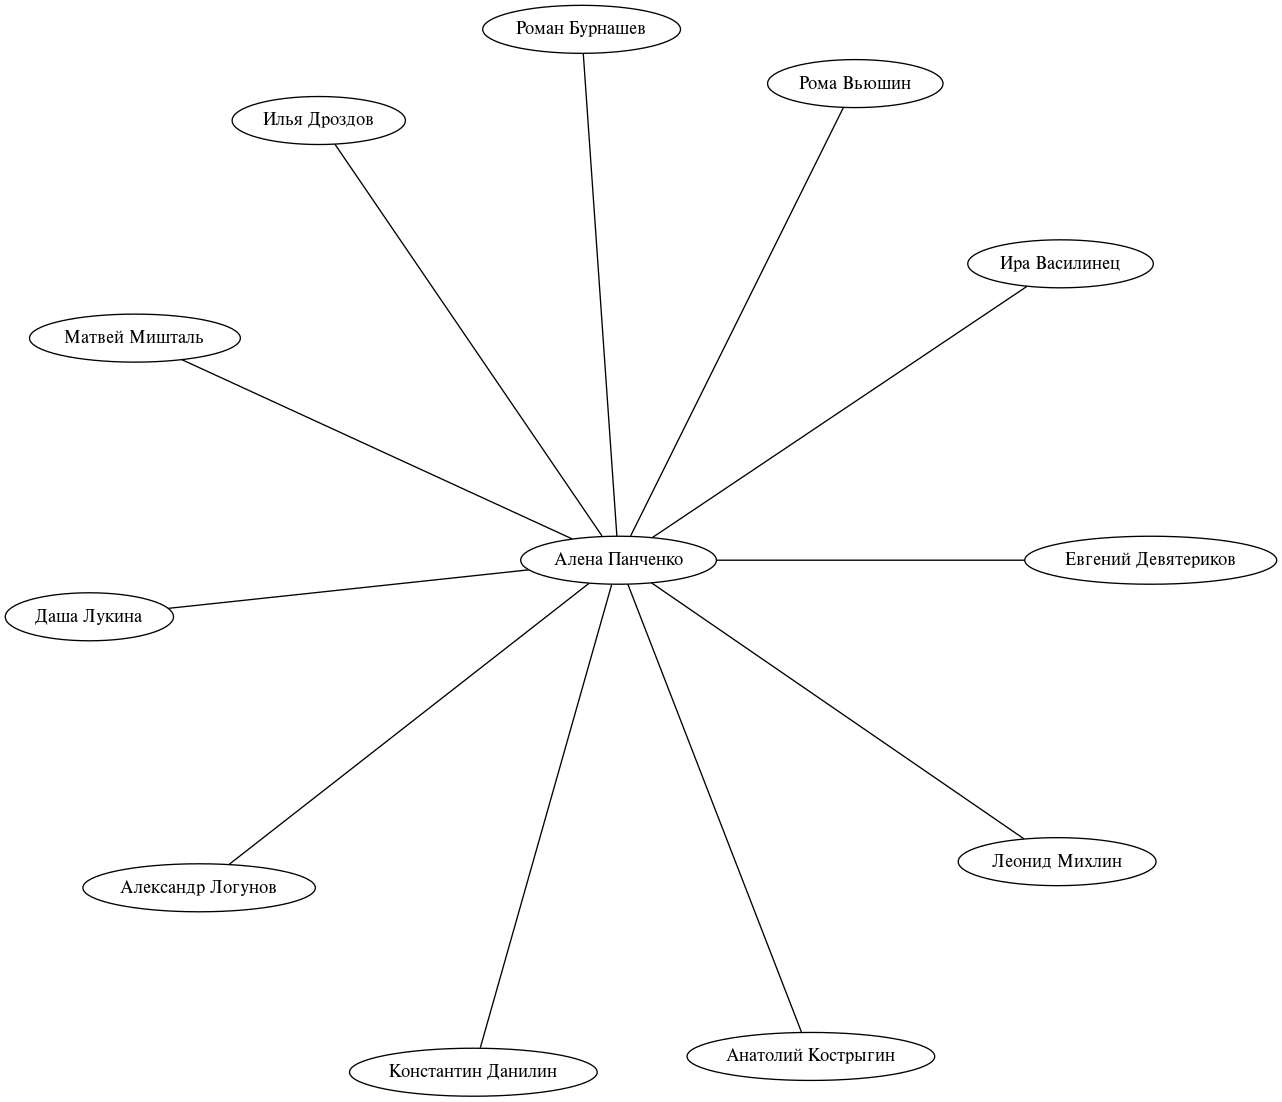 Роман Бурнашев
Рома Вьюшин
Илья Дроздов
Ира Василинец
Матвей Мишталь
Алена Панченко
Евгений Девятериков
Даша Лукина
Леонид Михлин
Александр Логунов
Анатолий Кострыгин
Константин Данилин